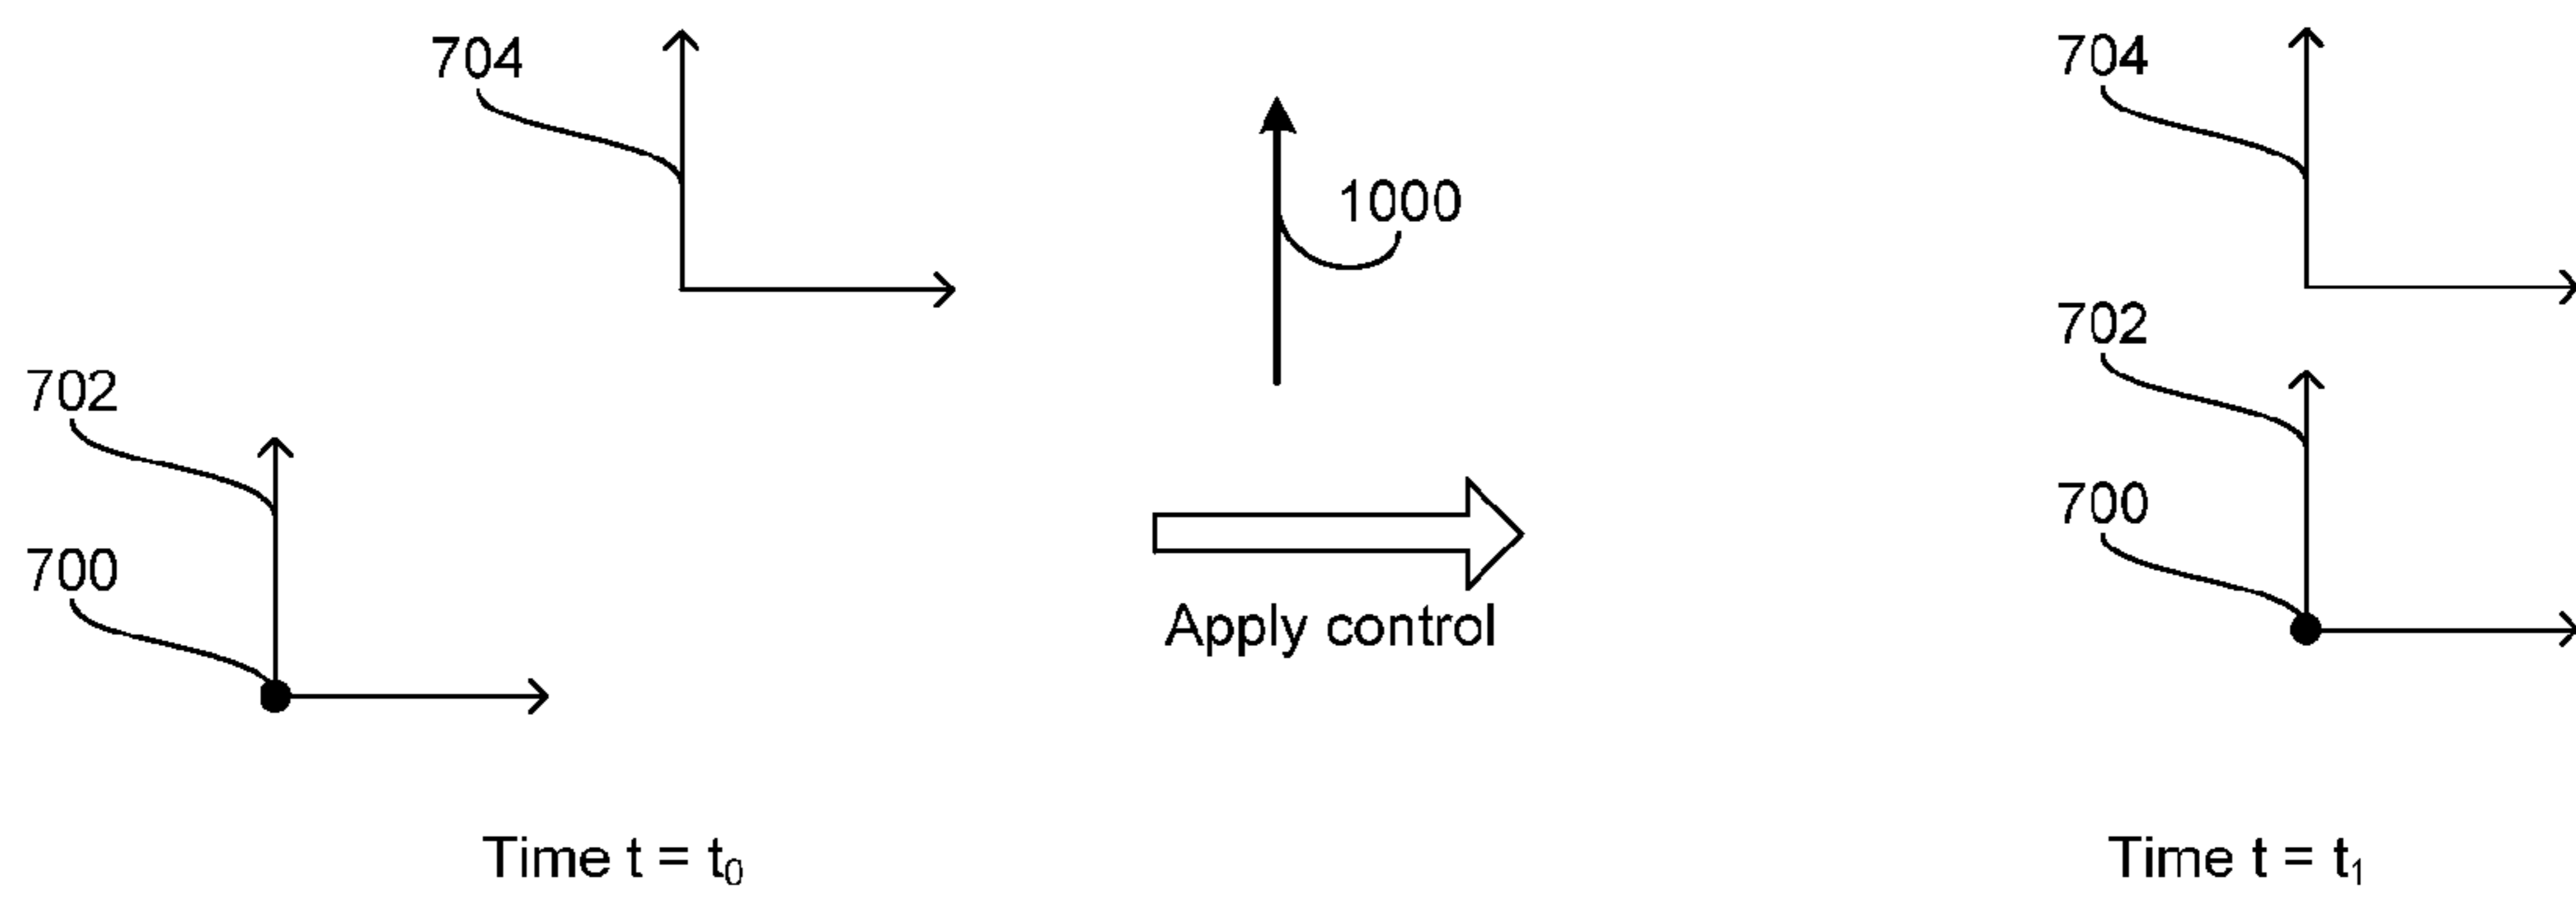 704
702
700
Time t = t₀
1000
Apply control
704
702
700
Time t = t₁